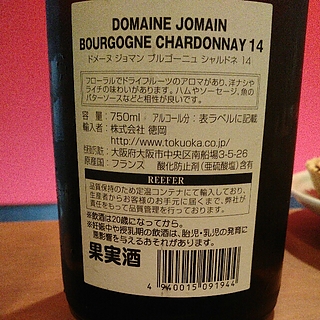 DOMAINE JOMAIN
BOURGOGNE CHARDONNAY 14
ドメーヌ ジョマン ブルゴーニュ シャルドネ 14
フローラルでドライフルーツのアロマがあり、洋ナシや
ライチの味わいがあります。ハムやソーセージ、魚の
バターソースなどと相性が良いです。
容 量:750ml アルコール分:表ラベルに記載
輸入者:株式会社 徳岡
http://www.tokuoka.co.jp/
大阪府大阪市中央区南船場3-5-26
原産国:フランス 酸化防止剤(亜硫酸塩)含有
REEFER
品質保持のため定温コンテナにて輸入しており、
生産者からお客様のお手元に届くまで、弊社が
責任をもって品質管理を行っております。
※飲酒は20歳になってから。
※妊娠中や授乳期の飲酒は、胎児・乳児の発育に
悪影響を与えるおそれがあります。
果実酒
4 940015 091944